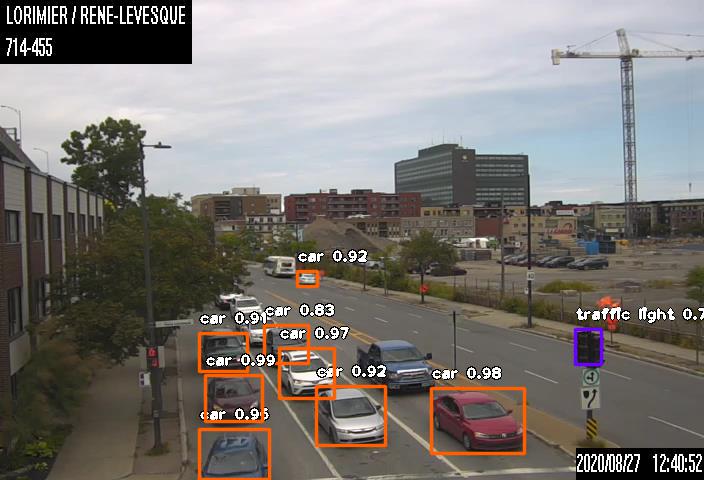 LORIMIER / RENE-LEVESQUE
714-455
car 0.92
car 0.83
car 0.91
car 0.97
car 0.99
car 0.92
car 0.98
car 0.95
traffic light 0.7
2020/08/27 12:40:52